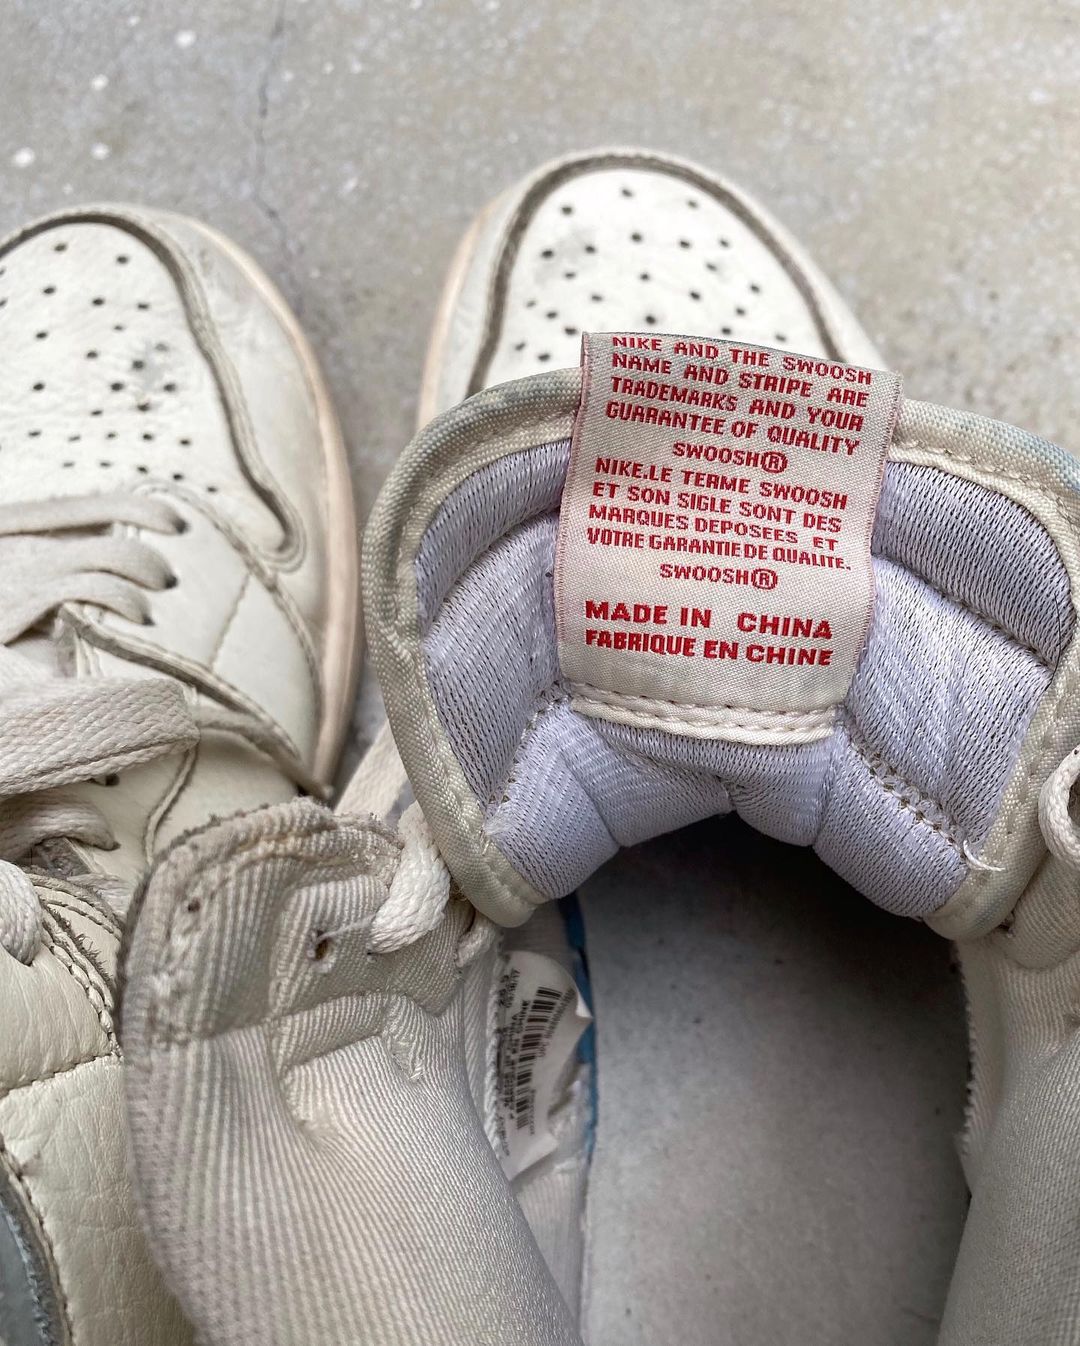 NIKE AND THE SWOOSH
NAME AND STRIPE ARE
TRADEMARKS AND YOUR
GUARANTEE OF QUALITY
SWOOSH®
NIKE.LE TERME SWOOSH
ET SON SIGLE SONT DES
MARQUES DEPOSEES ET
VOTRE GARANTIE DE QUALITE.
SWOOSH®
MADE IN CHINA
FABRIQUE EN CHINE